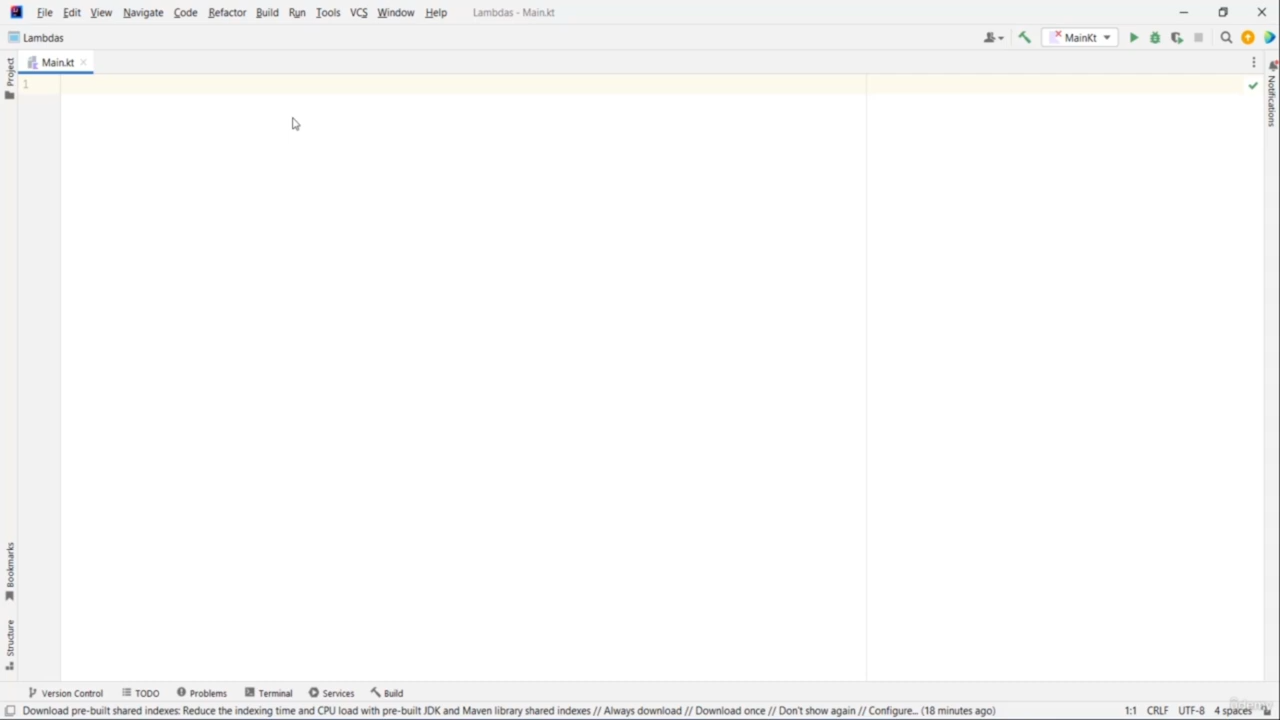 File Edit View Navigate Code Refactor Build Run Tools VCS Window Help Lambdas - Main.kt
Lambdas
MainKt
Project
Main.kt
1
Notifications
Bookmarks
Structure
Version Control TODO Problems Terminal Services Build
Download pre-built shared indexes: Reduce the indexing time and CPU load with pre-built JDK and Maven library shared indexes // Always download // Download once // Don't show again // Configure... (18 minutes ago) 1:1 CRLF UTF-8 4 spaces